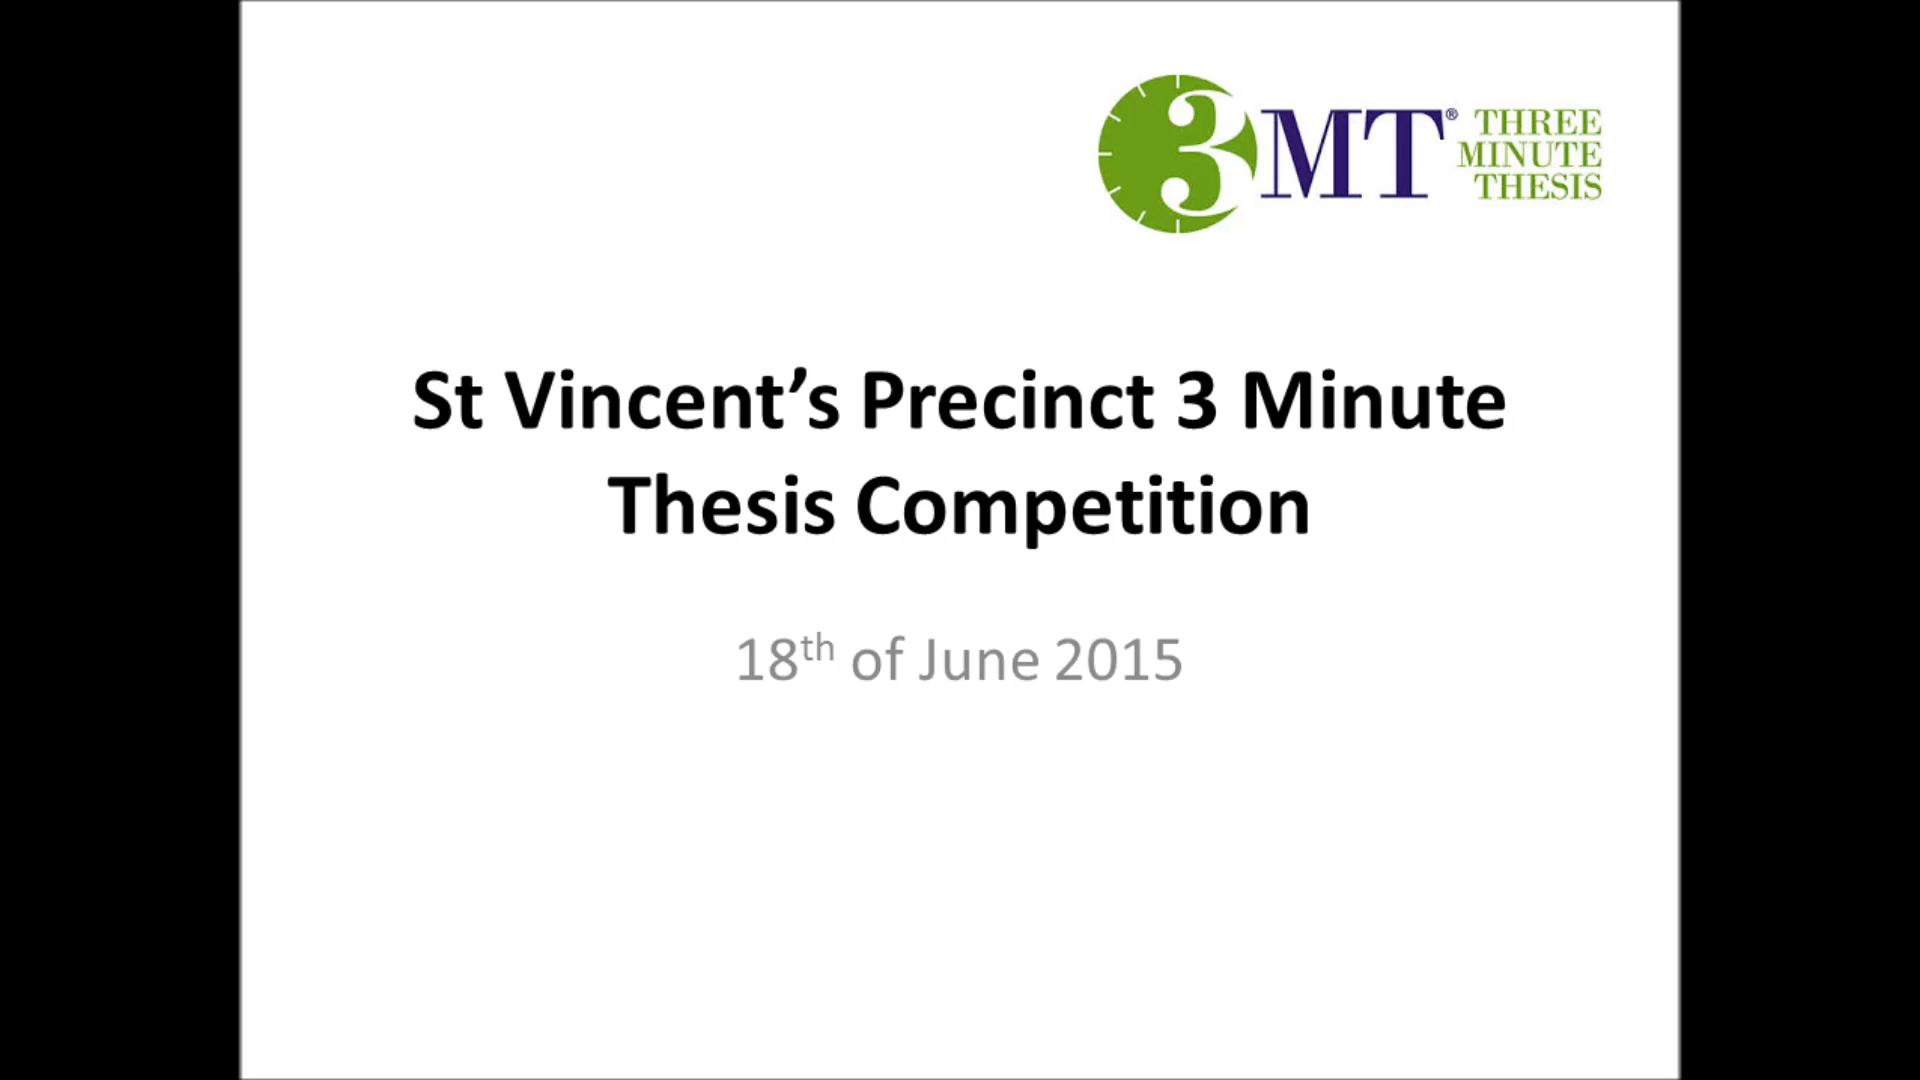 3MT® THREE
MINUTE
THESIS
St Vincent’s Precinct 3 Minute
Thesis Competition
18th of June 2015